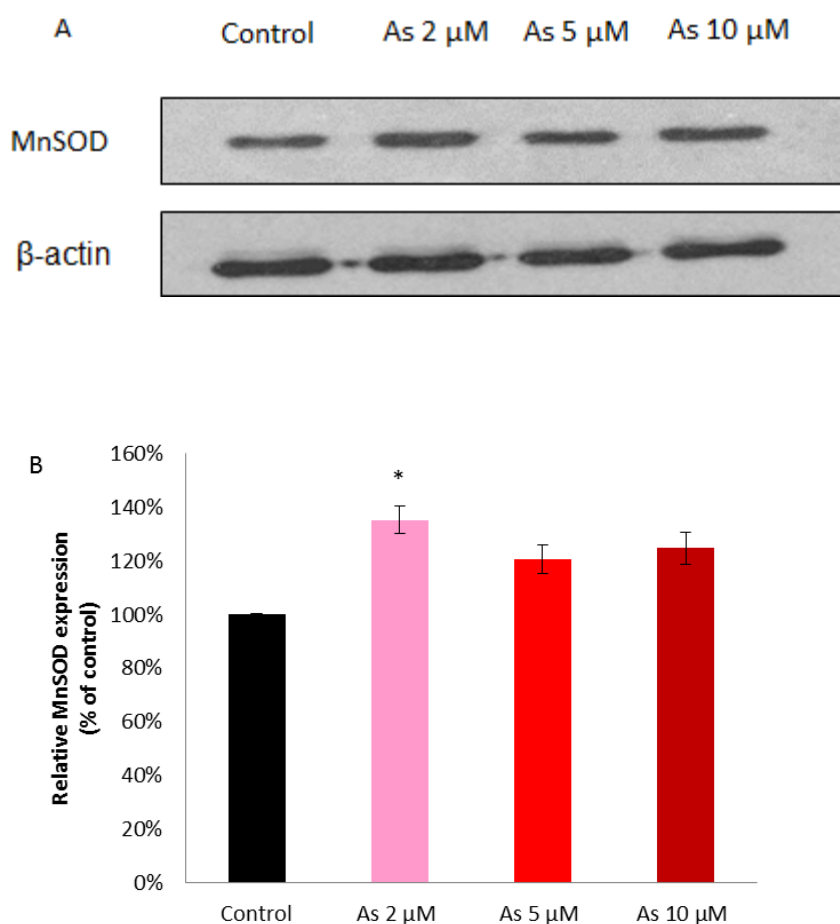 A
Control As 2 μM As 5 μM As 10 μM
MnSOD
β-actin
B
Relative MnSOD expression
(% of control)
160%
140%
120%
100%
80%
60%
40%
20%
0%
*
Control As 2 μM As 5 μM As 10 μM